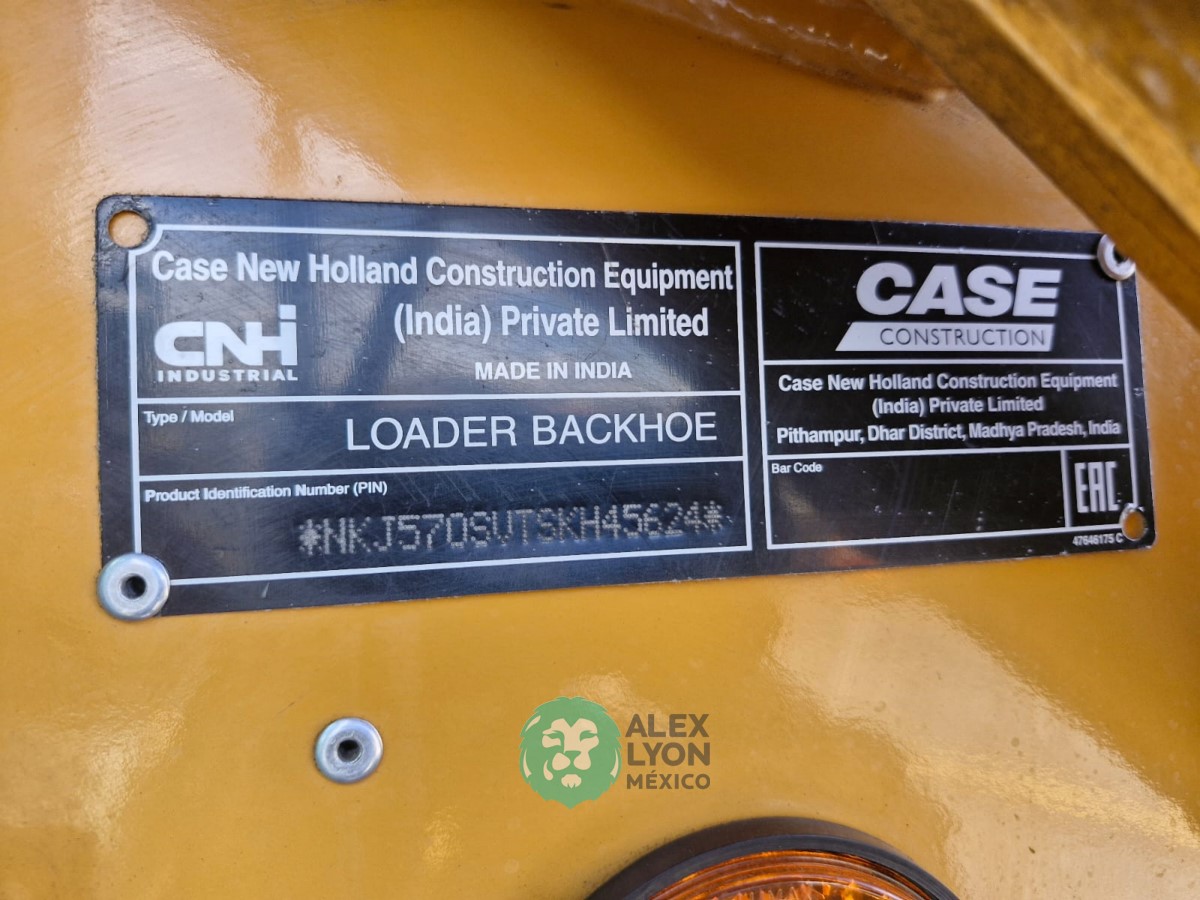 Case New Holland Construction Equipment
(India) Private Limited
CNH
INDUSTRIAL
MADE IN INDIA
Type / Model
LOADER BACKHOE
Product Identification Number (PIN)
*NKJ570SVTSKH45624*
CASE
CONSTRUCTION
Case New Holland Construction Equipment
(India) Private Limited
Pithampur, Dhar District, Madhya Pradesh, India
Bar Code
EAC
47646175 C
ALEX
LYON
MÉXICO